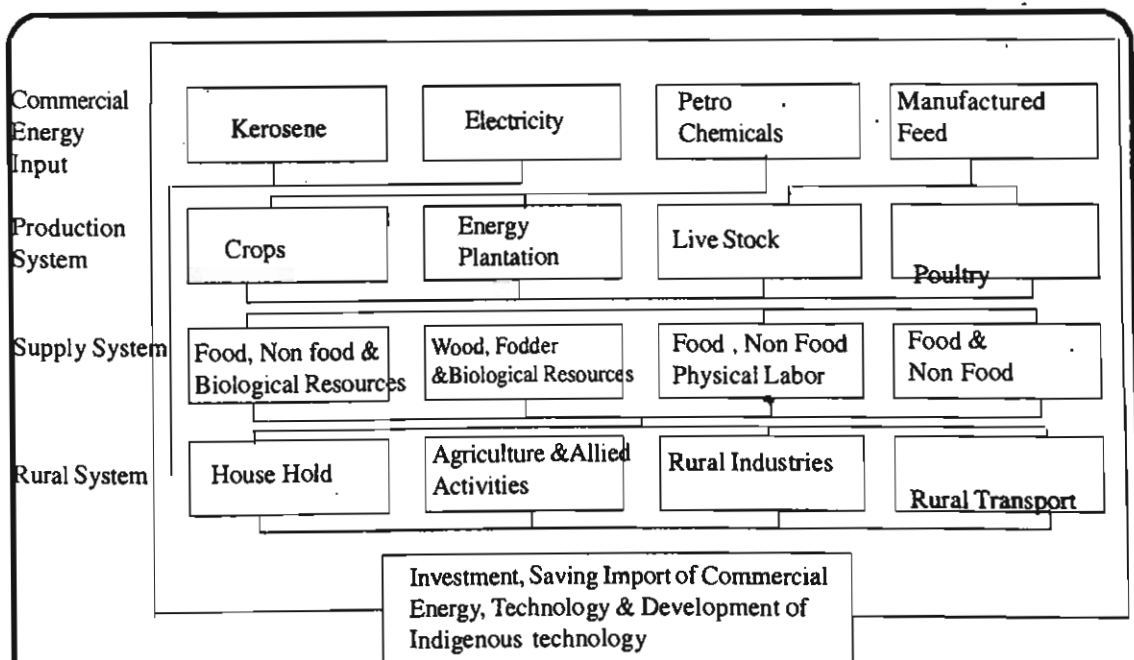 Commercial
Energy
Input
Kerosene
Electricity
Petro
Chemicals
Manufactured
Feed
Production
System
Crops
Energy
Plantation
Live Stock
Poultry
Supply System
Food, Non food &
Biological Resources
Wood, Fodder
&Biological Resources
Food , Non Food
Physical Labor
Food &
Non Food
Rural System
House Hold
Agriculture &Allied
Activities
Rural Industries
Rural Transport
Investment, Saving Import of Commercial
Energy, Technology & Development of
Indigenous technology